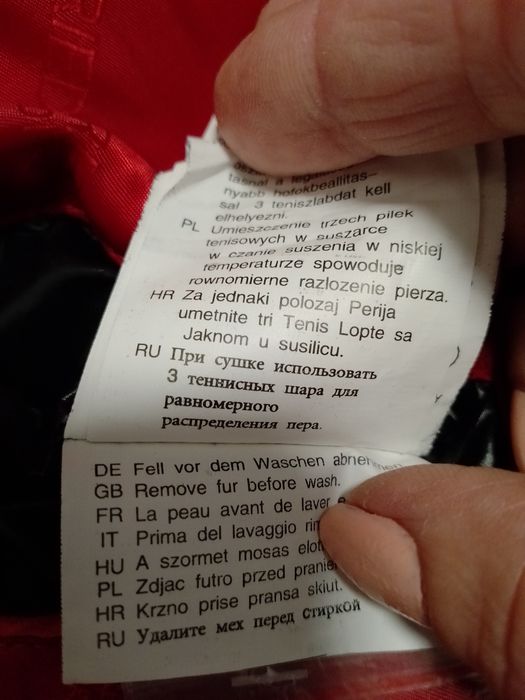 tasnál a
nyabb hofokbeallitás-
sal 3 teniszlabdat kell
elhelyezni.
PL Umieszczenie trzech pilek
tenisowych w suszarce
w czanie suszenia w niskiej
temperaturze spowoduje
rownomierne razlozenie pierza.
HR Za jednaki polozaj Perija
umetnite tri Tenis Lopte sa
Jaknom u susilicu.
RU При сушке использовать
3 теннисных шара для
равномерного
распределения пера.
DE Fell vor dem Waschen
GB Remove fur before wash.
FR La peau avant de laver
IT Prima del lavaggio
HU A szormet mosas
PL Zdjac futro przed
HR Krzno prise pransa skiut.
RU Удалите мех перед стиркой